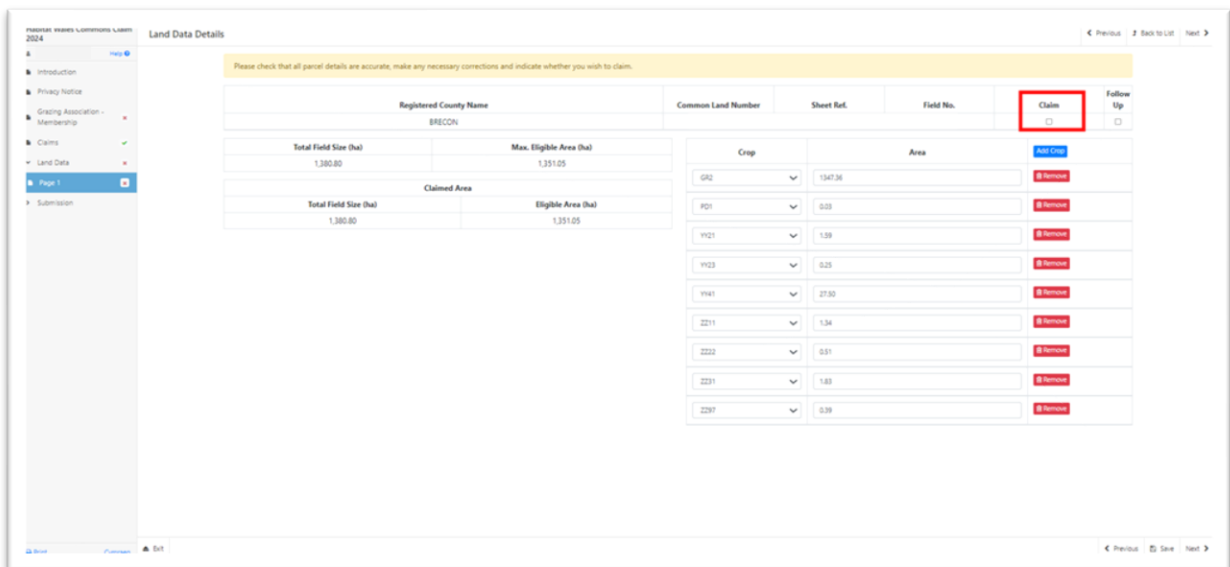 Habitat Wales Commons Claim
2024
Land Data Details
Previous Back to List Next
Help
Introduction
Privacy Notice
Grazing Association -
Membership
Claims
Land Data
Page 1
Submission
Please check that all parcel details are accurate, make any necessary corrections and indicate whether you wish to claim.
Registered County Name Common Land Number Sheet Ref. Field No. Claim Follow Up
BRECON
Total Field Size (ha) Max. Eligible Area (ha)
1,380.80 1,351.05
Claimed Area
Total Field Size (ha) Eligible Area (ha)
1,380.80 1,351.05
Crop Area Add Crop
GR2 1347.36 Remove
PD1 0.03 Remove
YY21 1.59 Remove
YY23 0.25 Remove
YY41 Remove
ZZ11 1.34 Remove
ZZ22 0.51 Remove
ZZ31 1.83 Remove
ZZ97 0.39 Remove
Print Exit
Previous Save Next